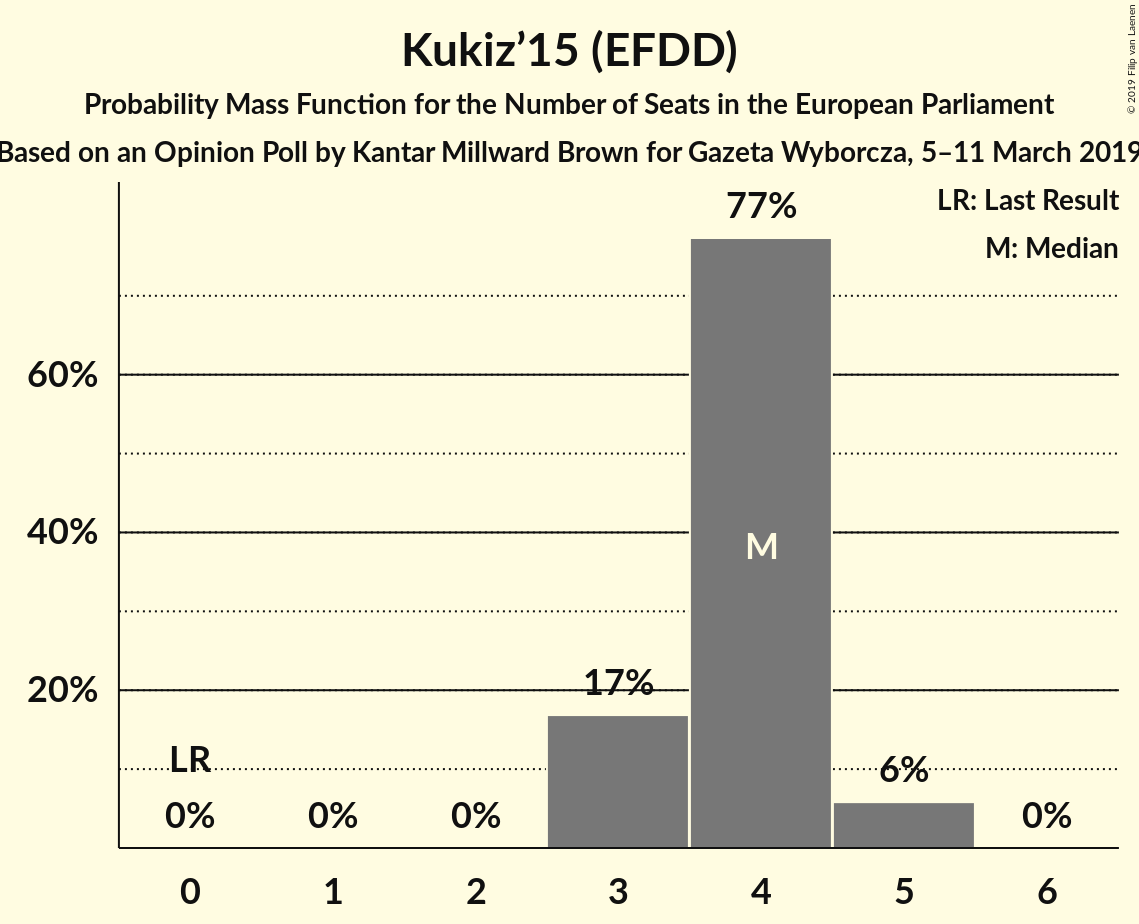 Kukiz’15 (EFDD)
Probability Mass Function for the Number of Seats in the European Parliament
Based on an Opinion Poll by Kantar Millward Brown for Gazeta Wyborcza, 5–11 March 2019
© 2019 Filip van Laenen
LR: Last Result
M: Median
77%
60%
40%
M
20%
17%
LR
6%
0%
0%
0%
0%
0
1
2
3
4
5
6